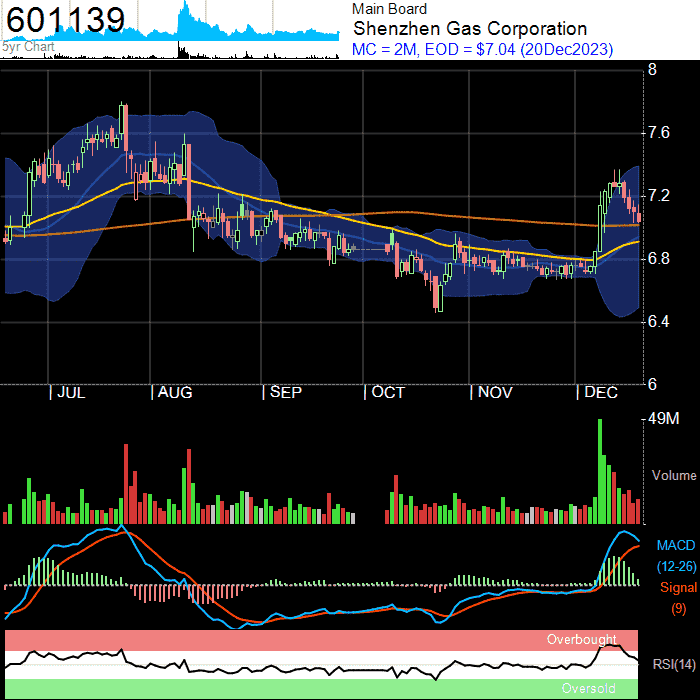 601139
5yr Chart
Main Board
Shenzhen Gas Corporation
MC = 2M, EOD = $7.04 (20Dec2023)
8
7.6
7.2
6.8
6.4
6
| JUL | AUG | SEP | OCT | NOV | DEC
49M
Volume
MACD
(12-26)
Signal
(9)
Overbought
RSI(14)
Oversold